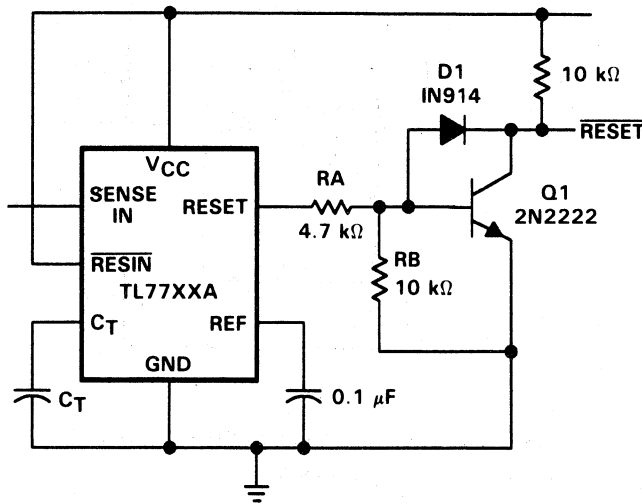 D1
IN914
10 kΩ
RESET
VCC
SENSE
IN
RESET
RA
4.7 kΩ
Q1
2N2222
RESIN
TL77XXA
RB
10 kΩ
CT
REF
GND
CT
0.1 μF